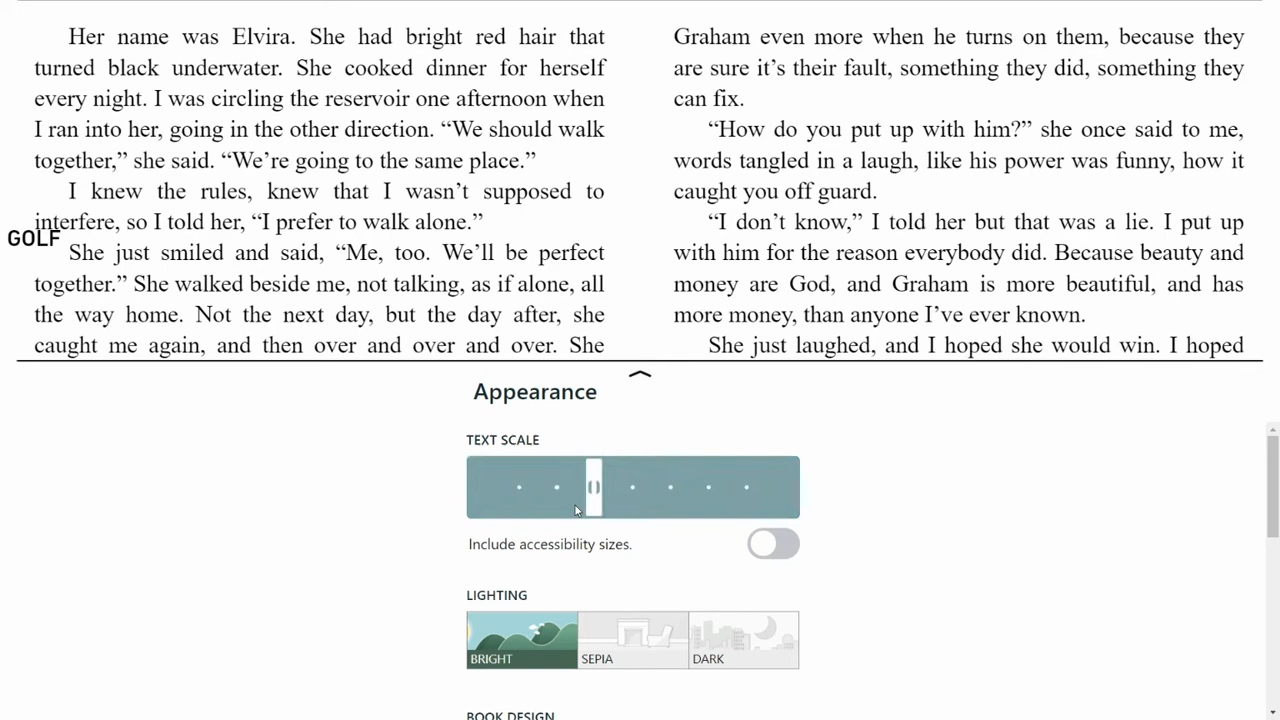 Her name was Elvira. She had bright red hair that
turned black underwater. She cooked dinner for herself
every night. I was circling the reservoir one afternoon when
I ran into her, going in the other direction. “We should walk
together,” she said. “We’re going to the same place.”
I knew the rules, knew that I wasn’t supposed to
interfere, so I told her, “I prefer to walk alone.”
GOLF
She just smiled and said, “Me, too. We’ll be perfect
together.” She walked beside me, not talking, as if alone, all
the way home. Not the next day, but the day after, she
caught me again, and then over and over and over. She
Graham even more when he turns on them, because they
are sure it’s their fault, something they did, something they
can fix.
“How do you put up with him?” she once said to me,
words tangled in a laugh, like his power was funny, how it
caught you off guard.
“I don’t know,” I told her but that was a lie. I put up
with him for the reason everybody did. Because beauty and
money are God, and Graham is more beautiful, and has
more money, than anyone I’ve ever known.
She just laughed, and I hoped she would win. I hoped
Appearance
TEXT SCALE
Include accessibility sizes.
LIGHTING
BRIGHT
SEPIA
DARK
BOOK DESIGN